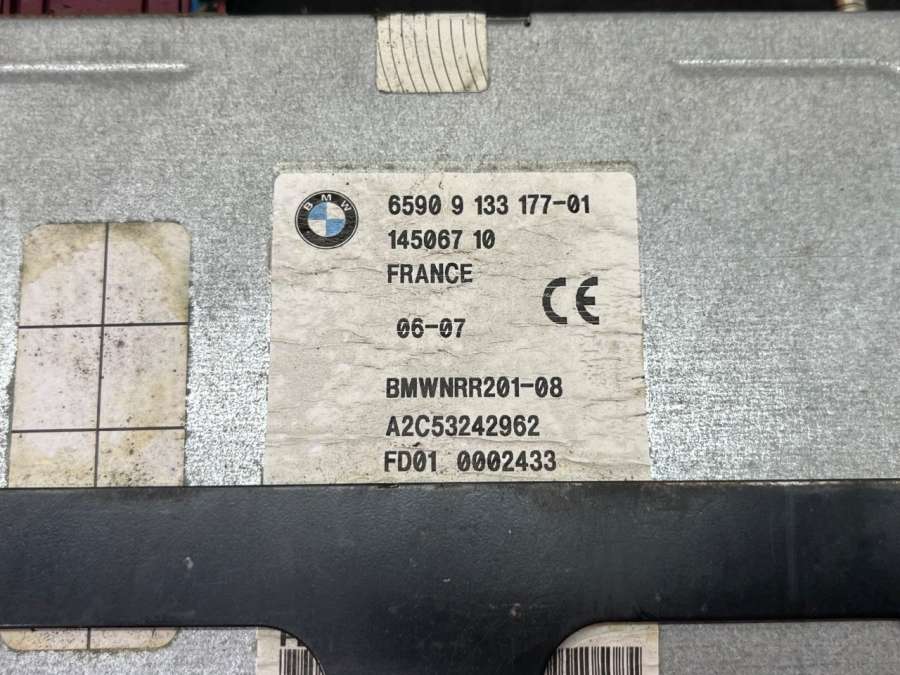 BMW
6590 9 133 177-01
145067 10
FRANCE
CE
06-07
BMWNRR201-08
A2C53242962
FD01 0002433